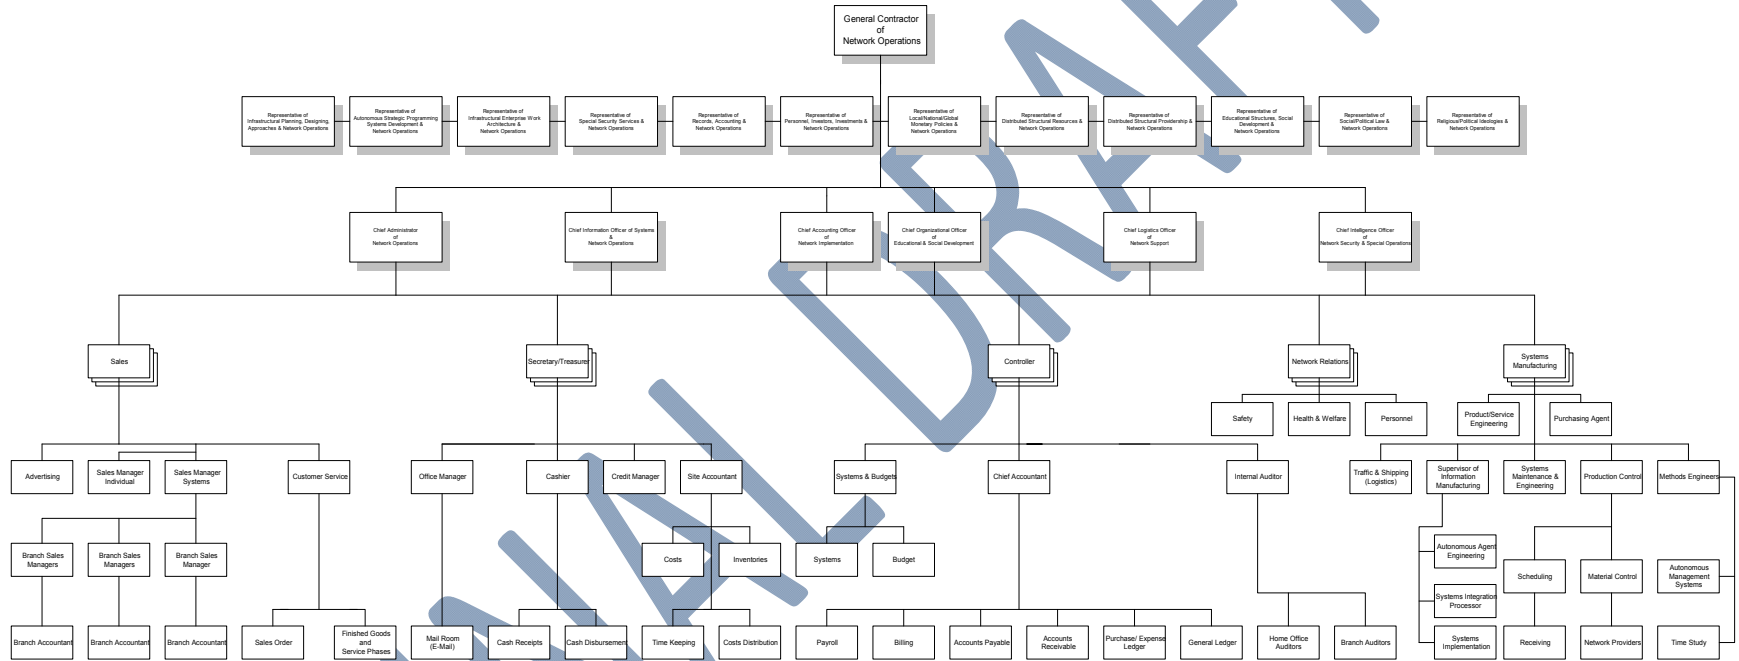 General Contractor
of
Network Operations
Representative of
Infrastructural Planning, Designing,
Approaches & Network Operations
Representative of
Autonomous Strategic Programming
Systems Development &
Network Operations
Representative of
Infrastructural Enterprise Work
Architecture &
Network Operations
Representative of
Special Security Services &
Network Operations
Representative of
Records, Accounting &
Network Operations
Representative of
Personnel, Inventions, Investments &
Network Operations
Representative of
Local/National/Global
Monetary Policies &
Network Operations
Representative of
Distributed Structural Resources &
Network Operations
Representative of
Distributed Structural Providership &
Network Operations
Representative of
Educational Structures, Social
Development &
Network Operations
Representative of
Social/Political Law &
Network Operations
Representative of
Religious/Political Ideologies &
Network Operations
Chief Administrator
of
Network Operations
Chief Information Officer of Systems
&
Network Operations
Chief Accounting Officer
of
Network Implementation
Chief Organizational Officer
of
Educational & Social Development
Chief Logistics Officer
of
Network Support
Chief Intelligence Officer
of
Network Security & Special Operations
Sales
Secretary/Treasurer
Controller
Network Relations
Systems
Manufacturing
Safety
Health & Welfare
Personnel
Product/Service
Engineering
Purchasing Agent
Advertising
Sales Manager
Individual
Sales Manager
Systems
Customer Service
Office Manager
Cashier
Credit Manager
Site Accountant
Systems & Budgets
Chief Accountant
Internal Auditor
Traffic & Shipping
(Logistics)
Supervisor of
Information
Manufacturing
Systems
Maintenance &
Engineering
Production Control
Methods Engineers
Branch Sales
Managers
Branch Sales
Managers
Branch Sales
Manager
Costs
Inventories
Systems
Budget
Autonomous Agent
Engineering
Scheduling
Material Control
Autonomous
Management
Systems
Systems Integration
Processor
Branch Accountant
Branch Accountant
Branch Accountant
Sales Order
Finished Goods
and
Service Phases
Mail Room
(E-Mail)
Cash Receipts
Cash Disbursement
Time Keeping
Costs Distribution
Payroll
Billing
Accounts Payable
Accounts
Receivable
Purchase/ Expense
Ledger
General Ledger
Home Office
Auditors
Branch Auditors
Systems
Implementation
Receiving
Network Providers
Time Study